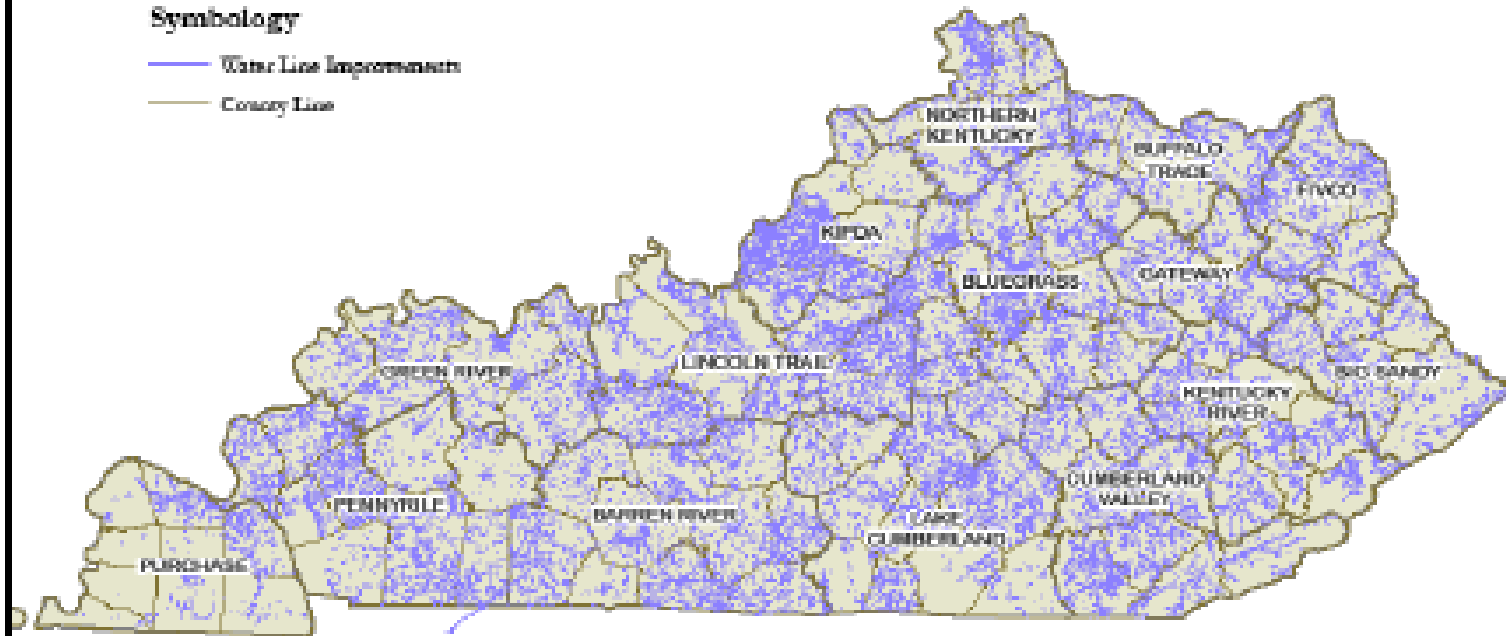 Symbology
Water Line Improvements
County Line
NORTHERN
KENTUCKY
BUFFALO
TRACE
FIVCO
KIPDA
BLUEGRASS
GATEWAY
LINCOLN TRAIL
GREEN RIVER
BIG SANDY
KENTUCKY
RIVER
CUMBERLAND
VALLEY
PENNYRILE
BARREN RIVER
LAKE
CUMBERLAND
PURCHASE